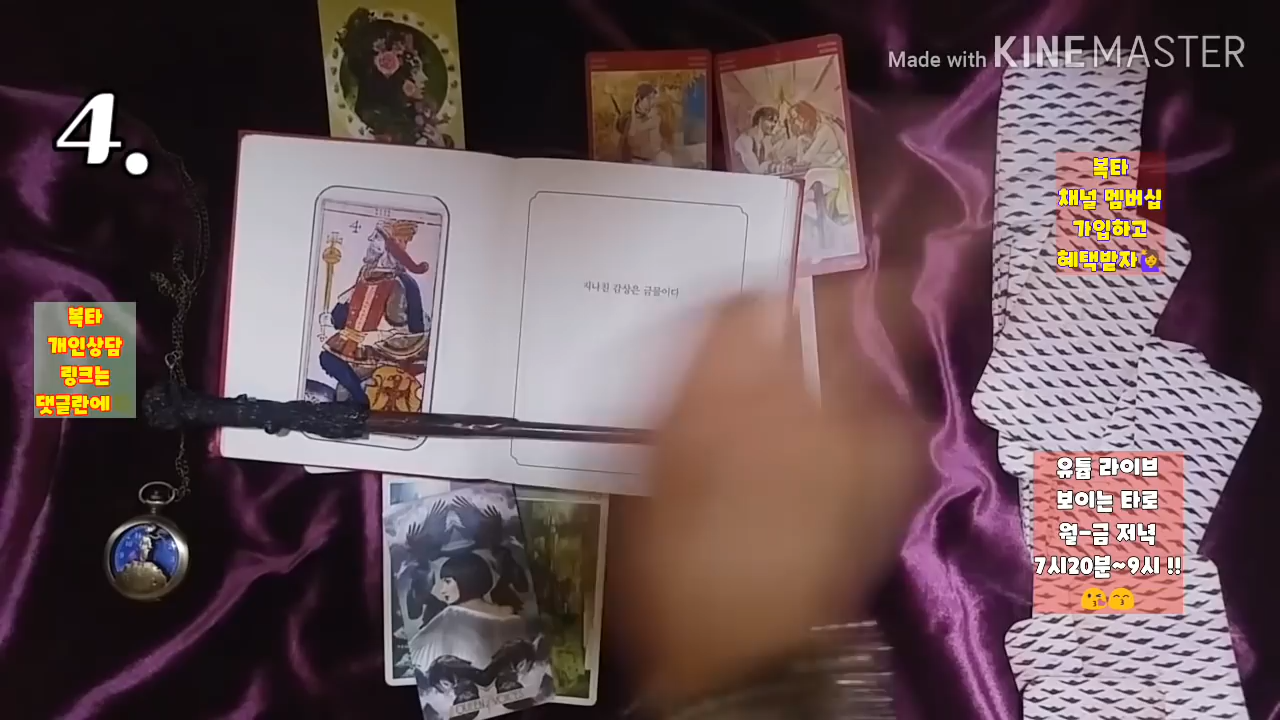 Made with KINEMASTER
4.
복타
채널 멤버십
가입하고
혜택받자🙋‍♀️
4
지나친 감상은 금물이다
복타
개인상담
링크는
댓글란에
유튭 라이브
보이는 타로
월-금 저녁
7시20분~9시 !!
😘😙